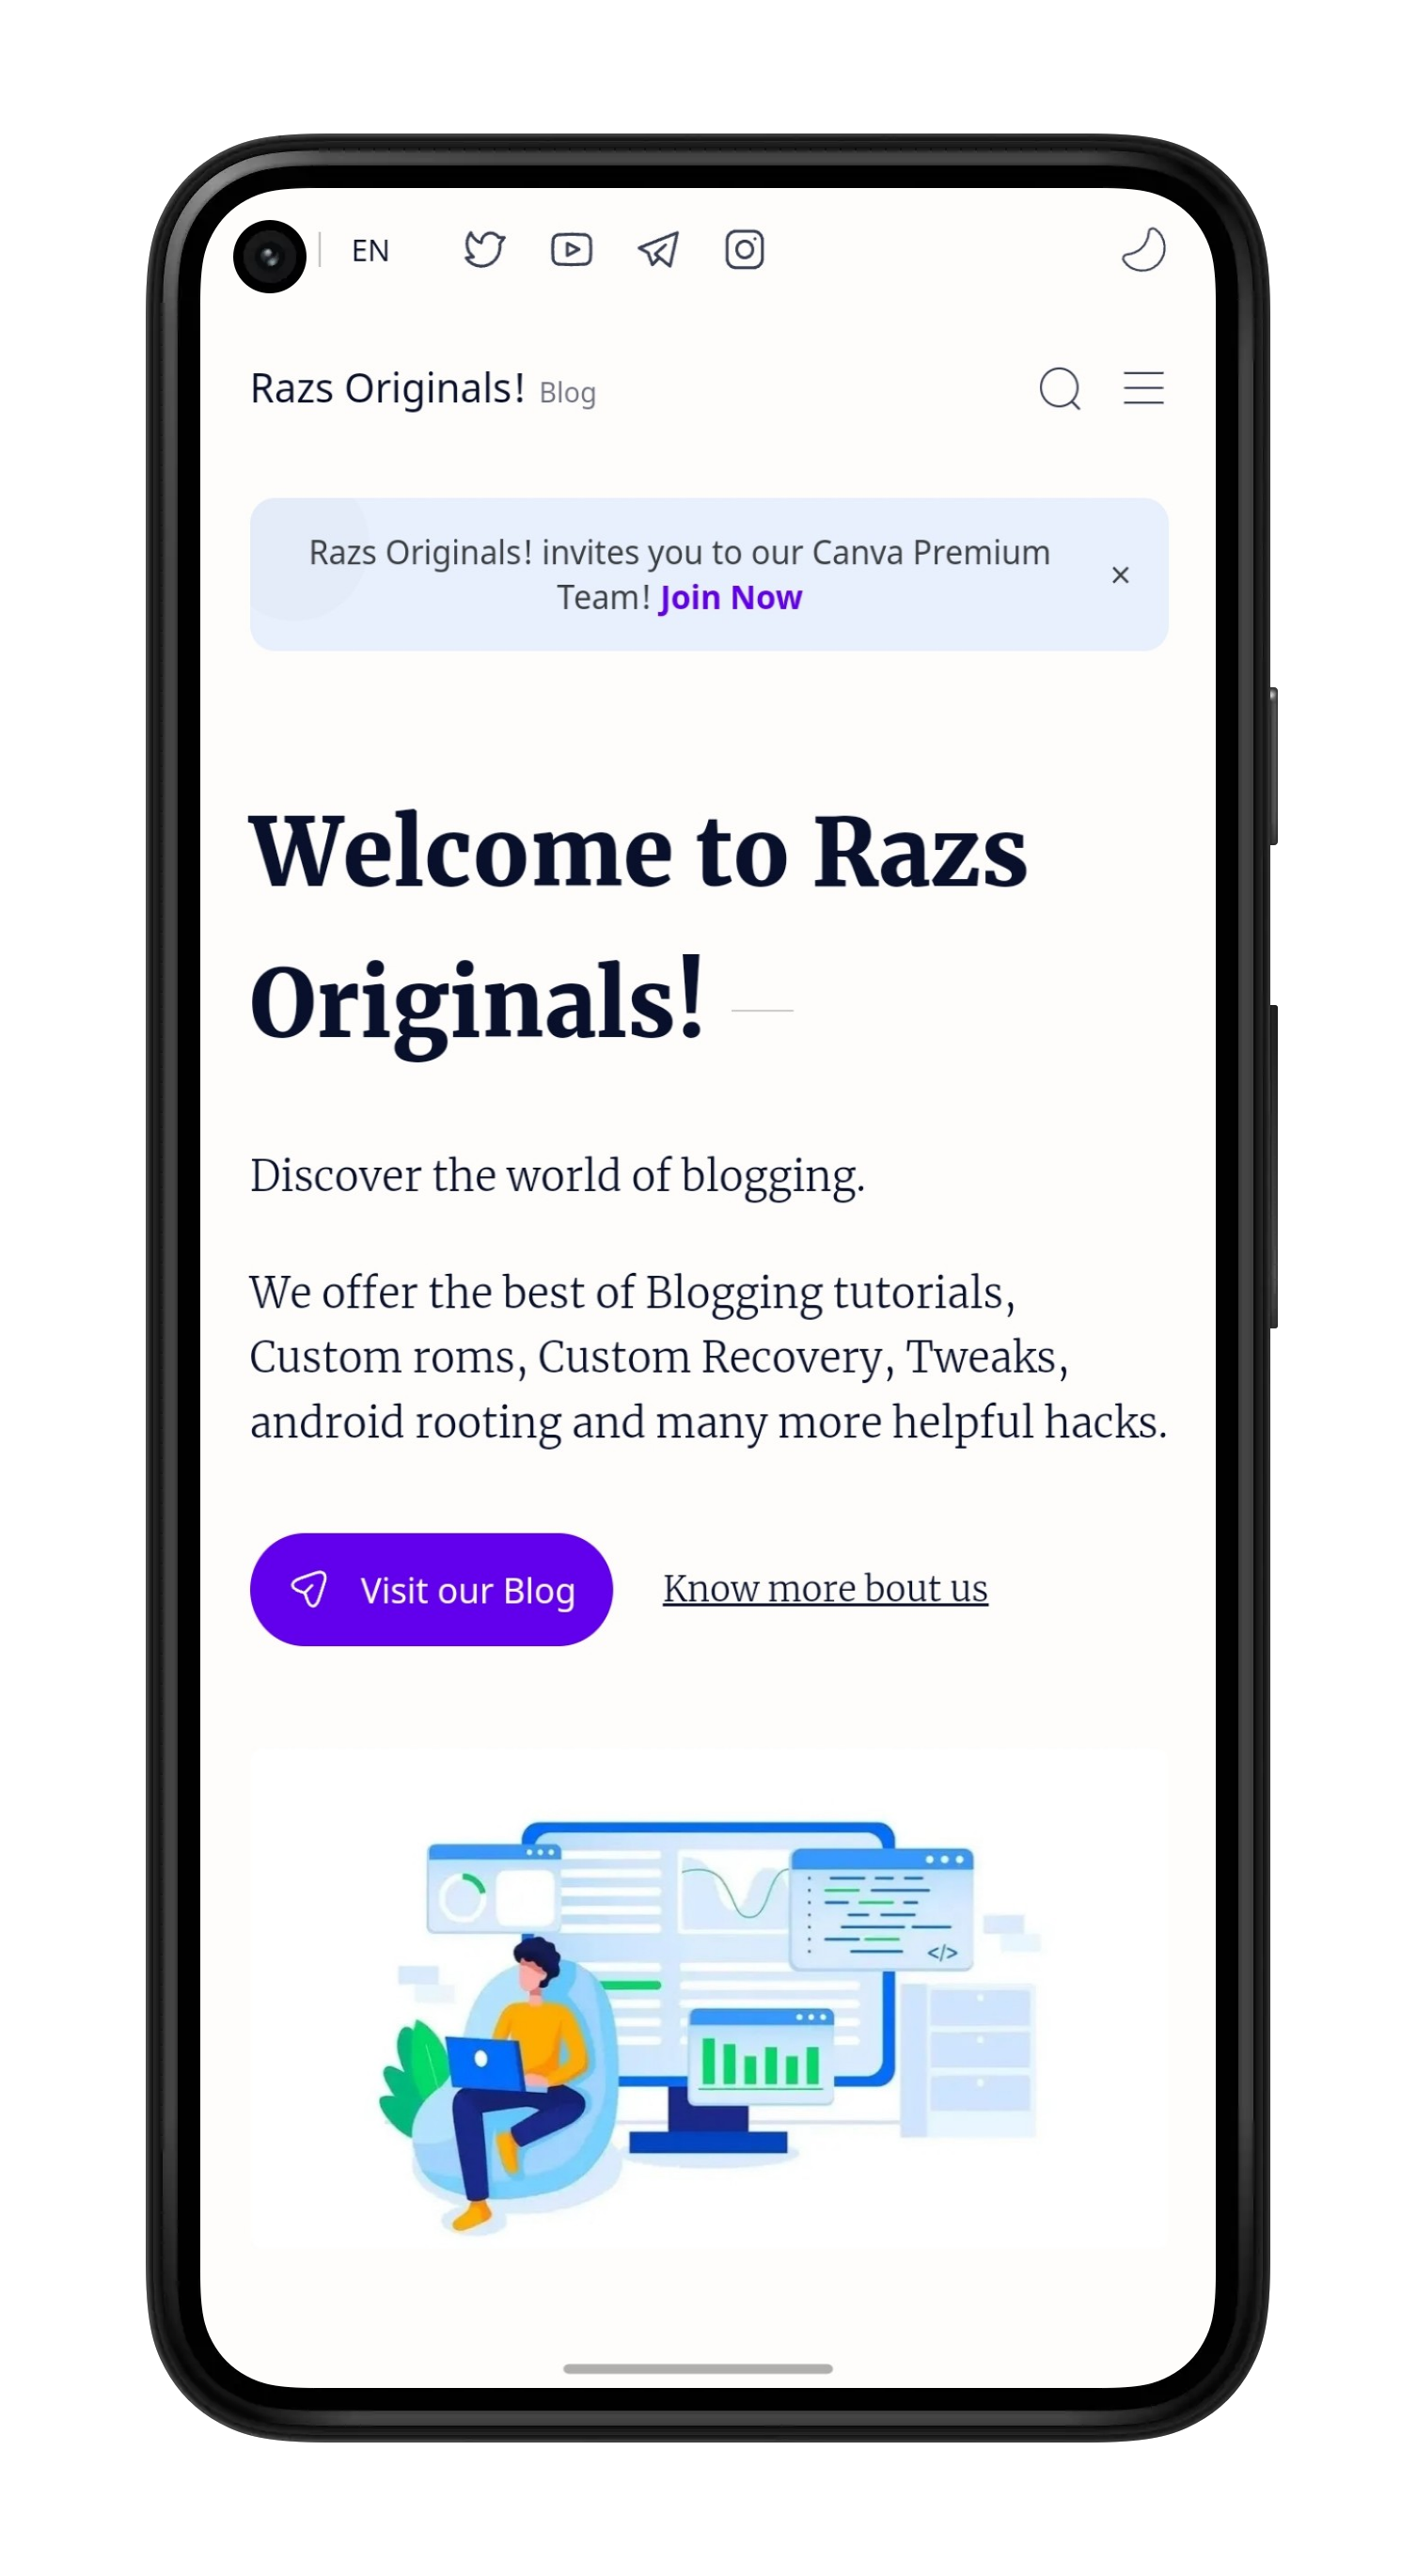 EN
Razs Originals! Blog
Razs Originals! invites you to our Canva Premium
Team! Join Now
×
Welcome to Razs
Originals!
Discover the world of blogging.
We offer the best of Blogging tutorials,
Custom roms, Custom Recovery, Tweaks,
android rooting and many more helpful hacks.
Visit our Blog Know more bout us
</>